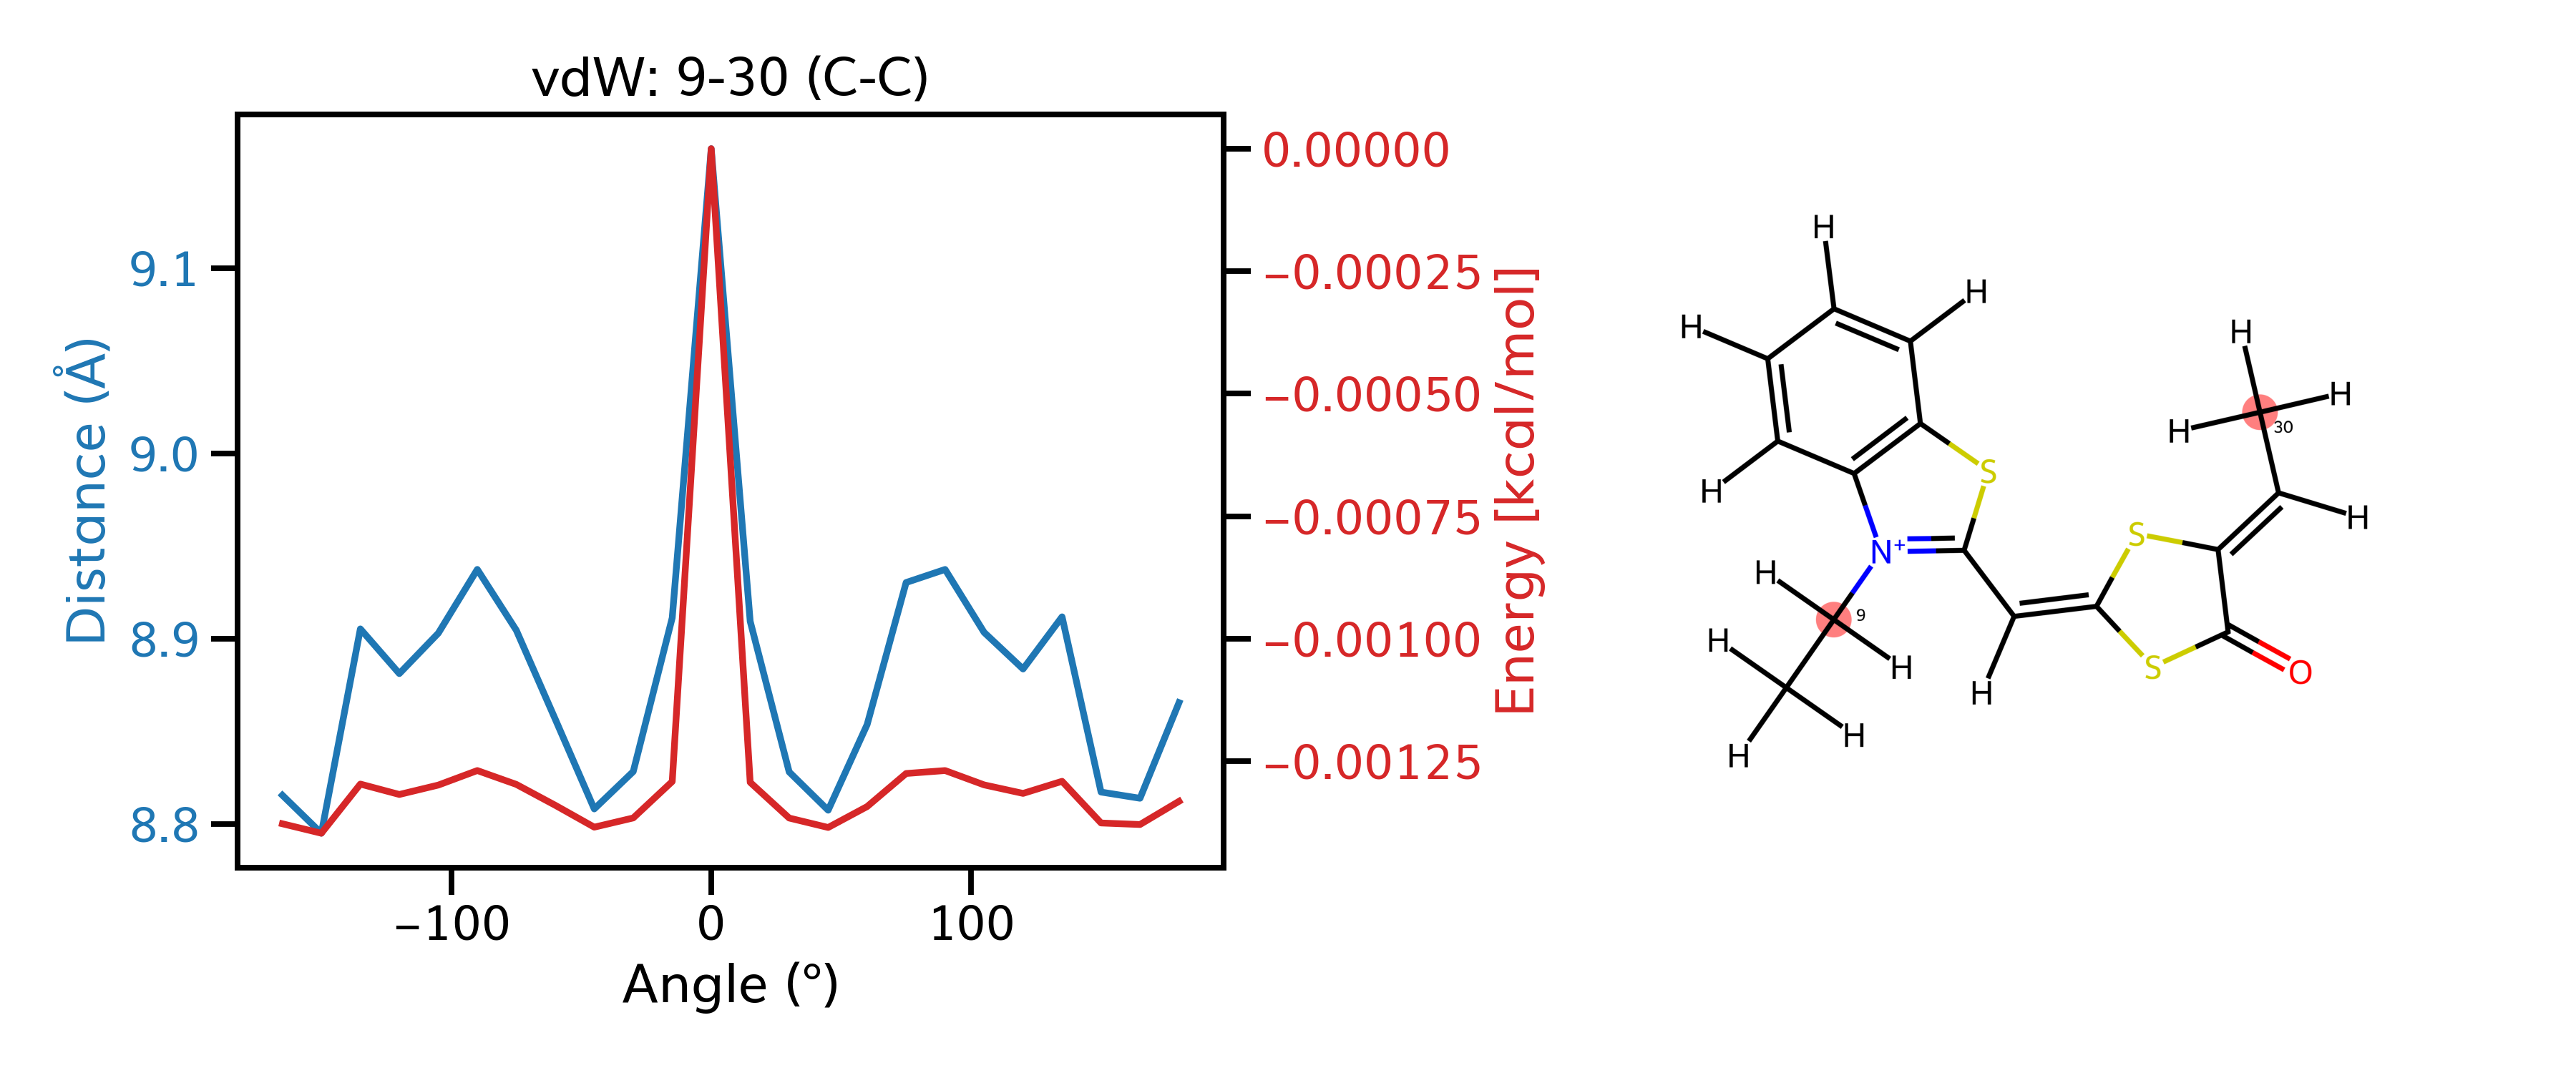 vdW: 9-30 (C-C)
9.1
9.0
8.9
8.8
Distance (Å)
0.00000
−0.00025
−0.00050
−0.00075
−0.00100
−0.00125
Energy [kcal/mol]
−100
0
100
Angle (°)
H
H
H
H
H
H
H
30
H
S
H
H
S
N+
H
9
H
H
S
O
H
H
H